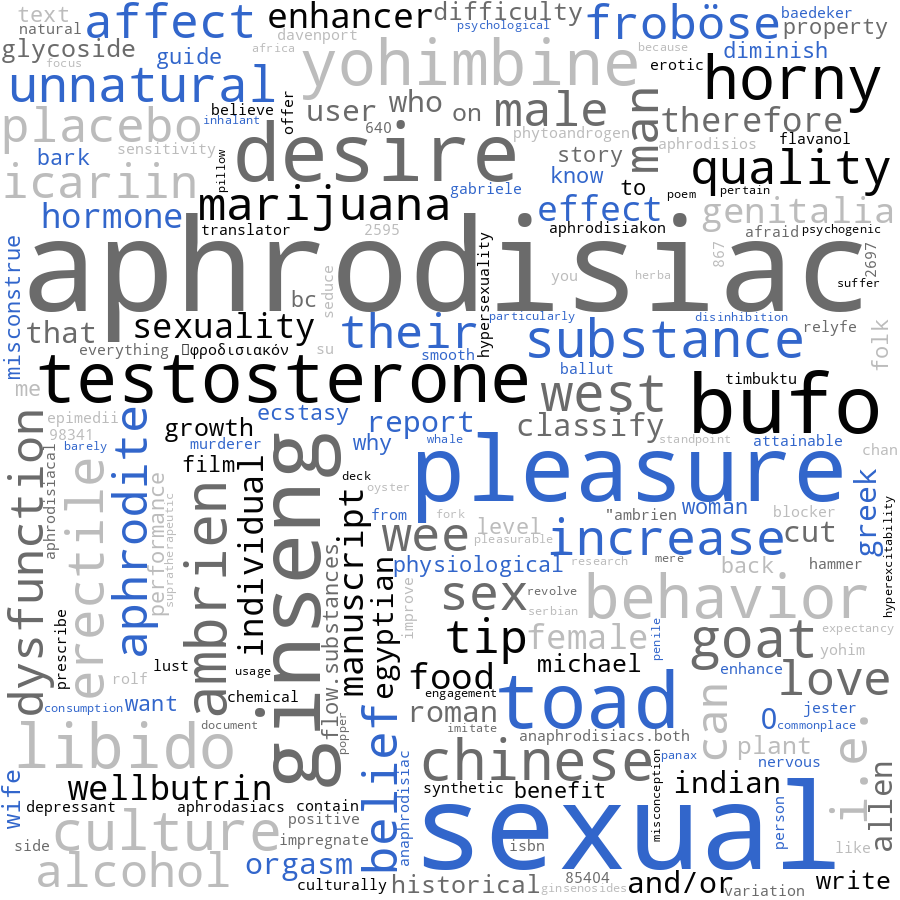 text
natural
affect
enhancer
difficulty
psychological
froböse
baedeker
property
glycoside
focus
guide
africa
davenport
yohimbine
because
erotic
diminish
unnatural
believe
inhalant
offer
user
who
on
male
man
horny
placebo
640
phytoandrogen
therefore
flavanol
bark
sensitivity
pillow
desire
story
aphrodisios
quality
icariin
know
gabriele
to
poem
pertain
hormone
marijuana
effect
genitalia
translator
2595
aphrodisiakon
afraid
psychogenic
aphrodisiac
867
2697
suffer
you
herba
misconstrue
bc
seduce
hypersexuality
particularly
disinhibition
that
sexuality
their
substance
relyfe
folk
everything
φροδισιακόν
su
smooth
ballut
timbuktu
me
testosterone
west
bufo
epimedii
98341
barely
aphrodite
growth
ecstasy
report
classify
murderer
why
whale
standpoint
attainable
chan
dysfunction
aphrodisiacal
erectile
film
individual
ginseng
deck
oyster
pleasure
performance
supratherapeutic
ambrien
manuscript
from
fork
"ambrien
woman
blocker
greek
hyperexcitability
wee
level
pleasurable
increase
cut
physiological
research
mere
back
hammer
egyptian
improve
sex
revolve
serbian
behavior
prescribe
flow.substances
tip
female
penile
goat
expectancy
yohim
lust
usage
michael
rolf
food
enhance
love
consumption
want
chemical
engagement
toad
can
jester
document
popper
belief
roman
imitate
anaphrodisiacs.both
O
commonplace
libido
chinese
panax
plant
nervous
i.e.
wife
wellbutrin
anaphrodisiac
synthetic
benefit
misconception
indian
allen
depressant
aphrodasiacs
contain
positive
sexual
person
side
culture
impregnate
isbn
like
alcohol
orgasm
culturally
historical
ginsenosides
85404
and/or
variation
write